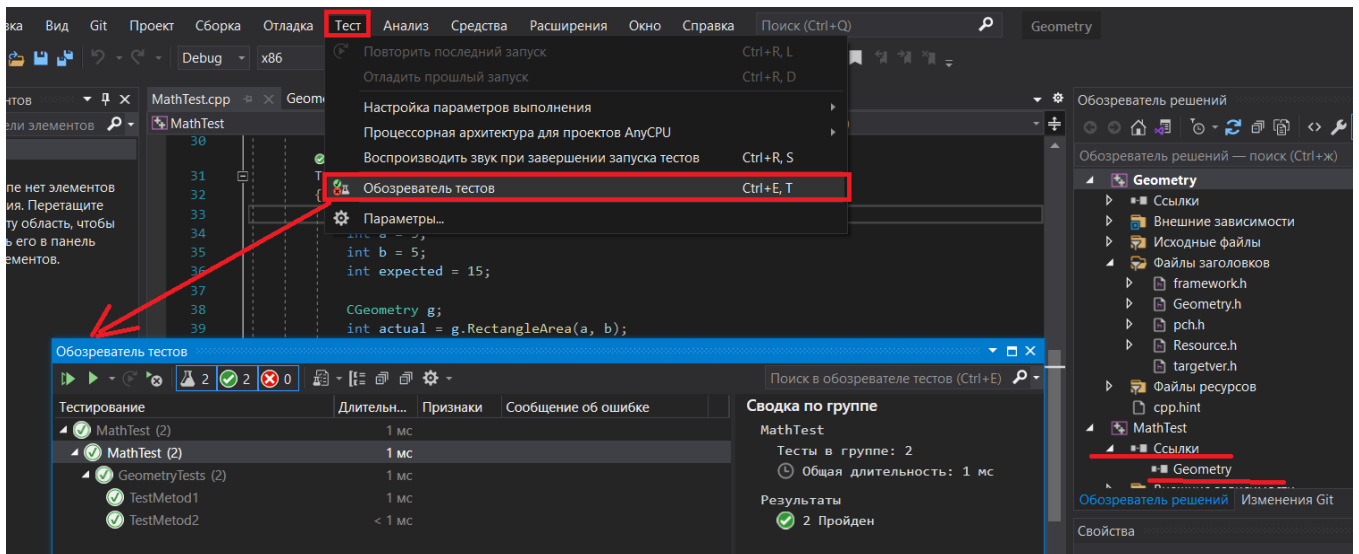 вка Вид Git Проект Сборка Отладка Тест Анализ Средства Расширения Окно Справка Поиск (Ctrl+Q) Geometry
Debug x86
Повторить последний запуск Ctrl+R, L
Отладить прошлый запуск Ctrl+R, D
Настройка параметров выполнения
Процессорная архитектура для проектов AnyCPU
Воспроизводить звук при завершении запуска тестов Ctrl+R, S
Обозреватель тестов Ctrl+E, T
Параметры...
нтов
ели элементов
пе нет элементов
ия. Перетащите
ту область, чтобы
ь его в панель
ементов.
MathTest.cpp Geom
MathTest
30
31 T
32 {
33
34 int a = 3;
35 int b = 5;
36 int expected = 15;
37
38 CGeometry g;
39 int actual = g.RectangleArea(a, b);
Обозреватель решений
Обозреватель решений — поиск (Ctrl+ж)
Geometry
Ссылки
Внешние зависимости
Исходные файлы
Файлы заголовков
framework.h
Geometry.h
pch.h
Resource.h
targetver.h
Файлы ресурсов
cpp.hint
MathTest
Ссылки
Geometry
Внешние зависимости
Обозреватель решений Изменения Git
Свойства
Обозреватель тестов
2 2 0 Поиск в обозревателе тестов (Ctrl+E)
Тестирование Длительн... Признаки Сообщение об ошибке
MathTest (2) 1 мс
MathTest (2) 1 мс
GeometryTests (2) 1 мс
TestMetod1 1 мс
TestMetod2 < 1 мс
Сводка по группе
MathTest
Тесты в группе: 2
Общая длительность: 1 мс
Результаты
2 Пройден